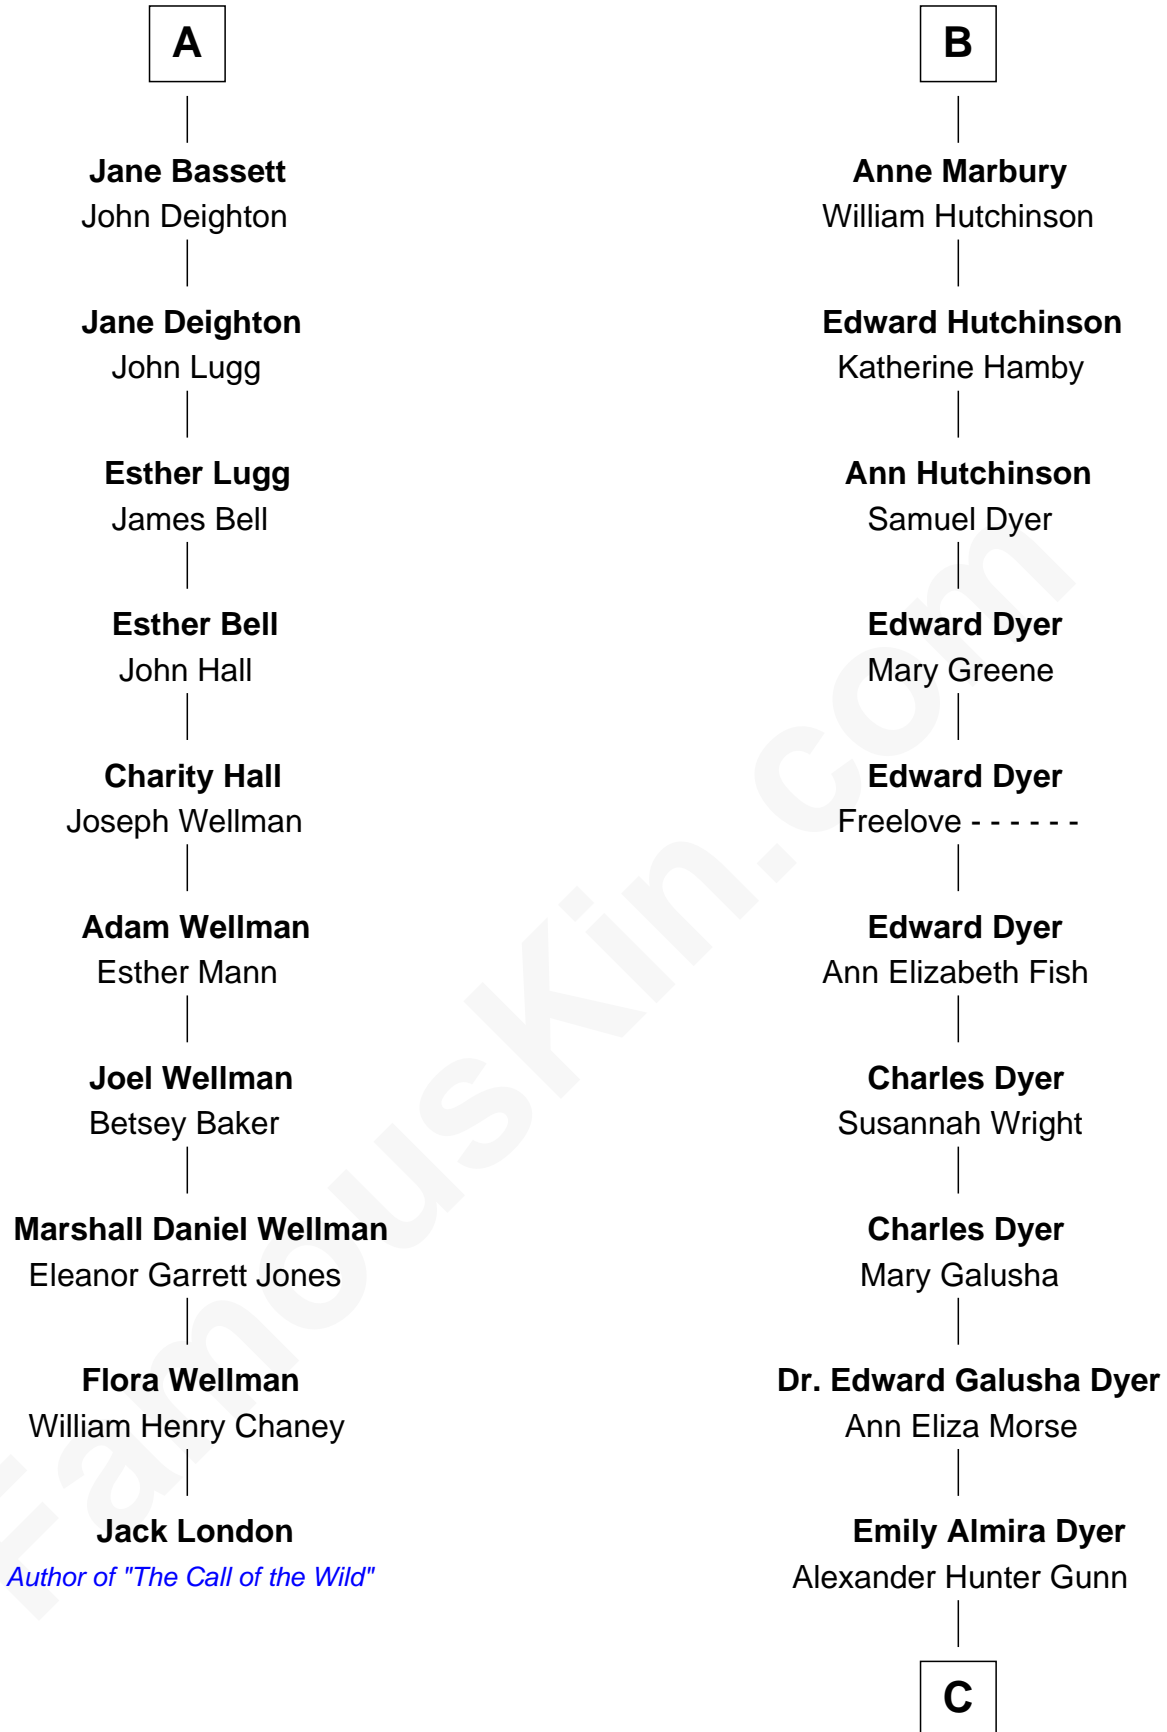 A
Jane Bassett
John Deighton
Jane Deighton
John Lugg
Esther Lugg
James Bell
Esther Bell
John Hall
Charity Hall
Joseph Wellman
Adam Wellman
Esther Mann
Joel Wellman
Betsey Baker
Marshall Daniel Wellman
Eleanor Garrett Jones
Flora Wellman
William Henry Chaney
Jack London
Author of "The Call of the Wild"
B
Anne Marbury
William Hutchinson
Edward Hutchinson
Katherine Hamby
Ann Hutchinson
Samuel Dyer
Edward Dyer
Mary Greene
Edward Dyer
Freelove - - - - - -
Edward Dyer
Ann Elizabeth Fish
Charles Dyer
Susannah Wright
Charles Dyer
Mary Galusha
Dr. Edward Galusha Dyer
Ann Eliza Morse
Emily Almira Dyer
Alexander Hunter Gunn
C
FamousKin.com